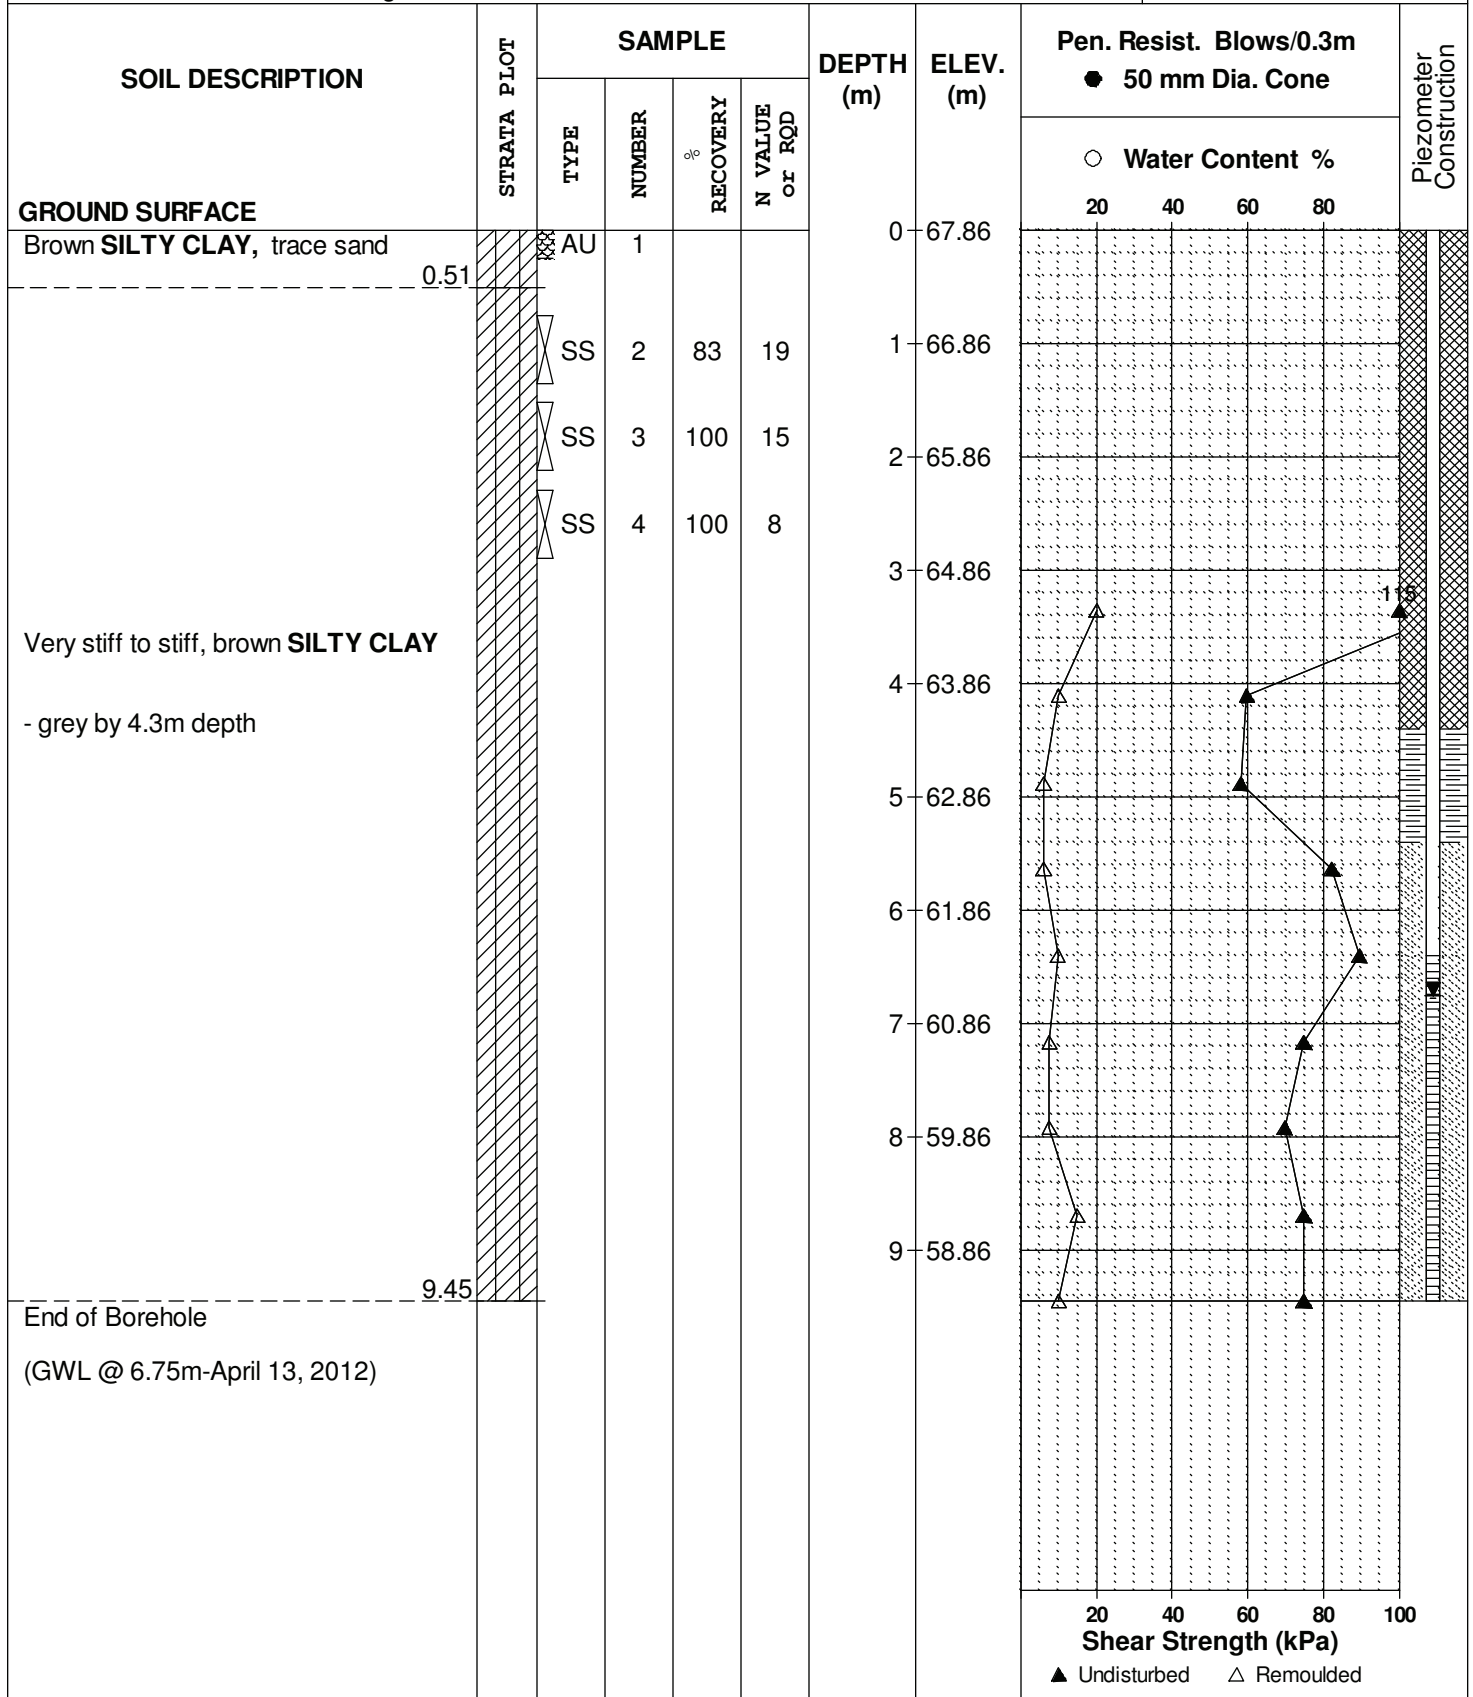 SOIL DESCRIPTION
GROUND SURFACE
STRATA PLOT
SAMPLE
TYPE
NUMBER
%
RECOVERY
N VALUE
or RQD
DEPTH
(m)
ELEV.
(m)
Pen. Resist. Blows/0.3m
● 50 mm Dia. Cone
○ Water Content %
20 40 60 80
Piezometer
Construction
0 67.86
Brown SILTY CLAY, trace sand
AU 1
0.51
SS 2 83 19
1 66.86
SS 3 100 15
2 65.86
SS 4 100 8
3 64.86
115
Very stiff to stiff, brown SILTY CLAY
4 63.86
- grey by 4.3m depth
5 62.86
6 61.86
7 60.86
8 59.86
9 58.86
9.45
End of Borehole
(GWL @ 6.75m-April 13, 2012)
20 40 60 80 100
Shear Strength (kPa)
▲ Undisturbed △ Remoulded